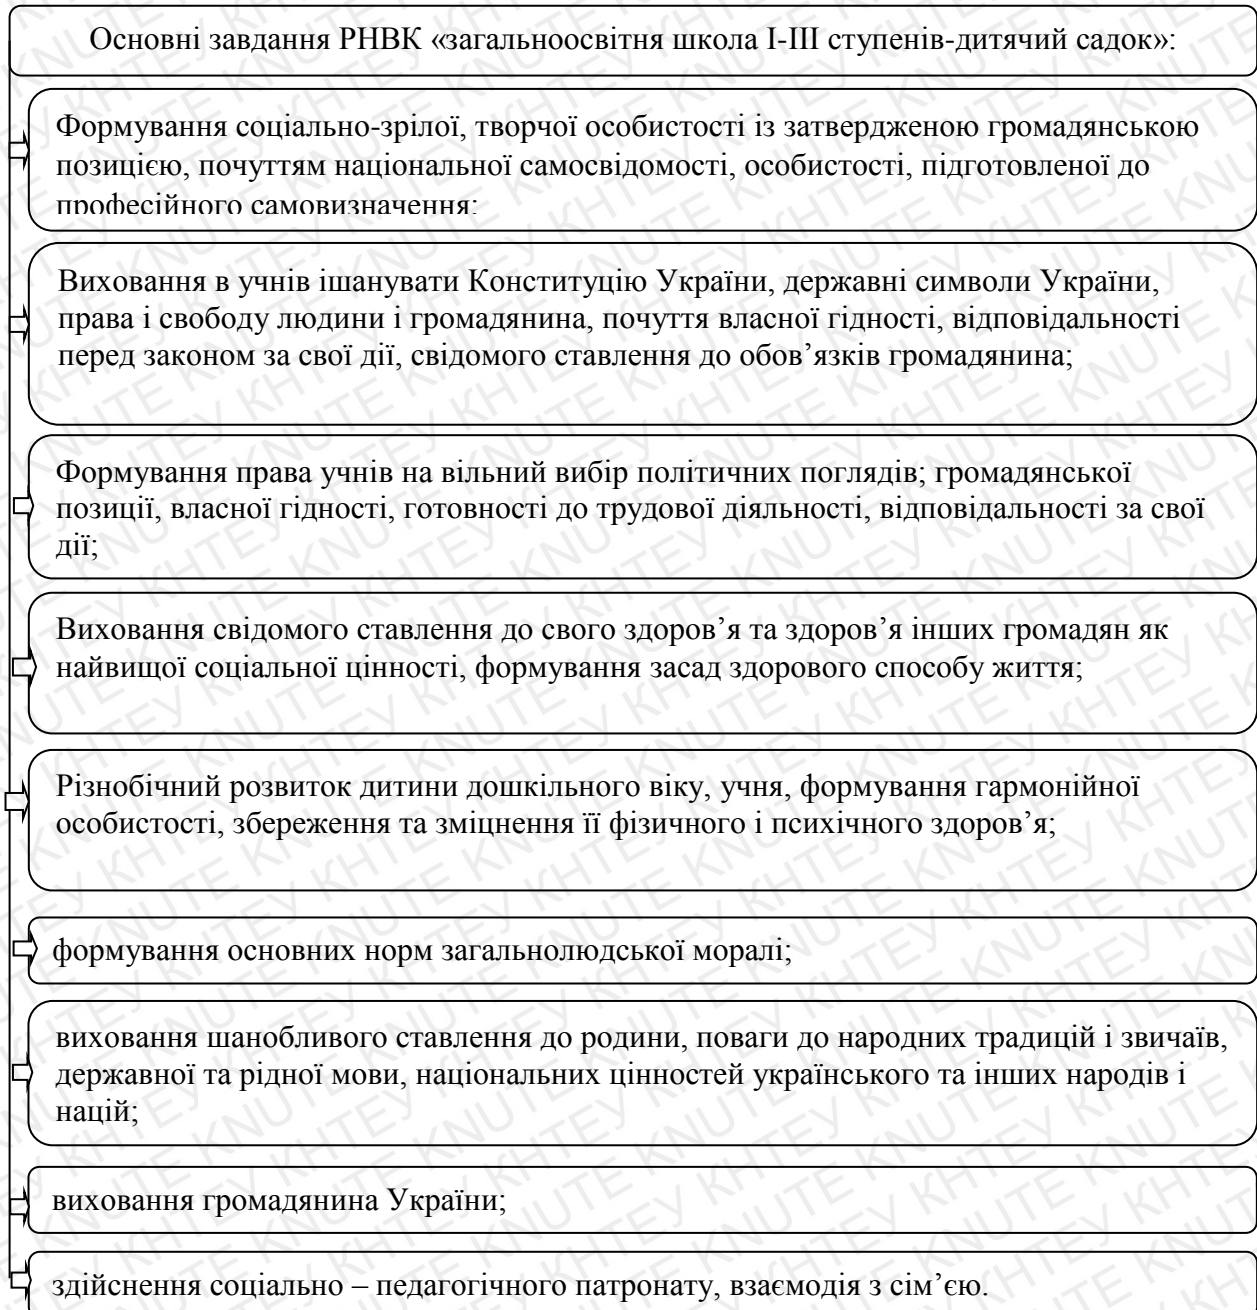 Основні завдання РНВК «загальноосвітня школа І-ІІІ ступенів-дитячий садок»:
Формування соціально-зрілої, творчої особистості із затвердженою громадянською
позицією, почуттям національної самосвідомості, особистості, підготовленої до
професійного самовизначення;
Виховання в учнів ішанувати Конституцію України, державні символи України,
права і свободу людини і громадянина, почуття власної гідності, відповідальності
перед законом за свої дії, свідомого ставлення до обов’язків громадянина;
Формування права учнів на вільний вибір політичних поглядів; громадянської
позиції, власної гідності, готовності до трудової діяльності, відповідальності за свої
дії;
Виховання свідомого ставлення до свого здоров’я та здоров’я інших громадян як
найвищої соціальної цінності, формування засад здорового способу життя;
Різнобічний розвиток дитини дошкільного віку, учня, формування гармонійної
особистості, збереження та зміцнення її фізичного і психічного здоров’я;
формування основних норм загальнолюдської моралі;
виховання шанобливого ставлення до родини, поваги до народних традицій і звичаїв,
державної та рідної мови, національних цінностей українського та інших народів і
націй;
виховання громадянина України;
здійснення соціально – педагогічного патронату, взаємодія з сім’єю.